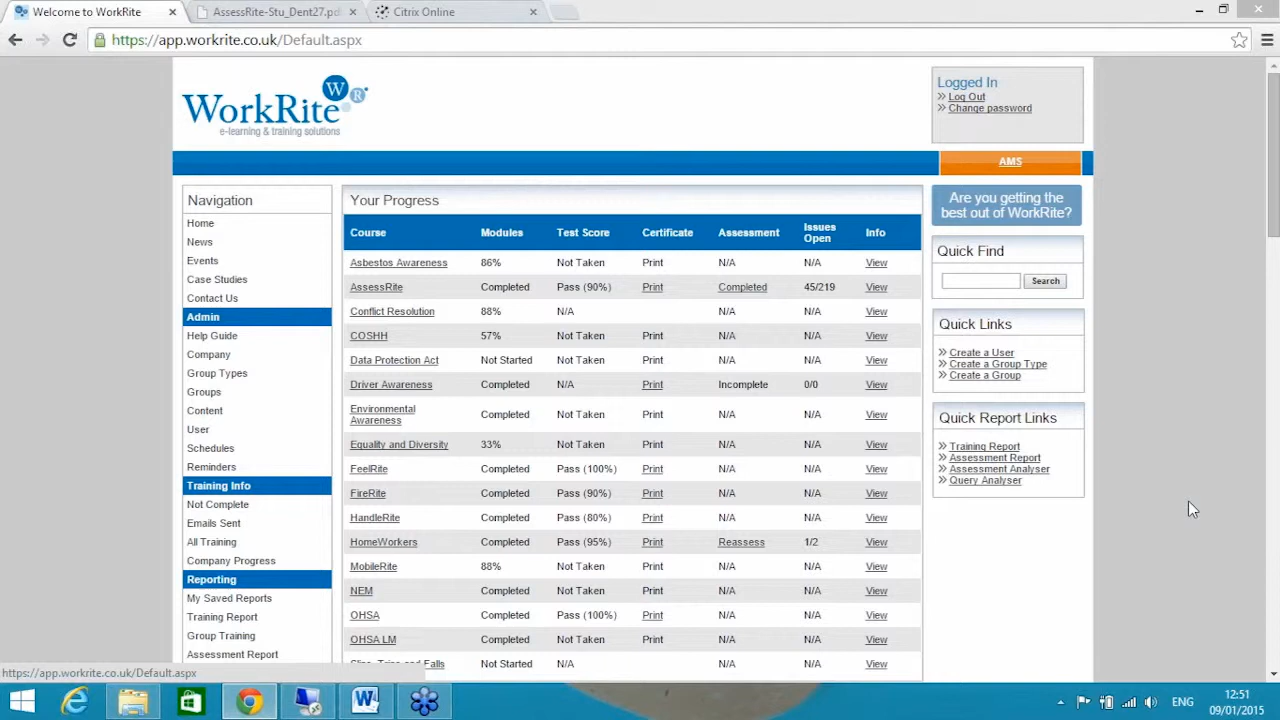 Welcome to WorkRite
AssessRite-Stu_Dent27.pd
Citrix Online
https://app.workrite.co.uk/Default.aspx
WorkRite
W
R
e-learning & training solutions
Logged In
Log Out
Change password
AMS
Navigation
Home
News
Events
Case Studies
Contact Us
Admin
Help Guide
Company
Group Types
Groups
Content
User
Schedules
Reminders
Training Info
Not Complete
Emails Sent
All Training
Company Progress
Reporting
My Saved Reports
Training Report
Group Training
Assessment Report
Your Progress
Course Modules Test Score Certificate Assessment Issues Open Info
Asbestos Awareness 86% Not Taken Print N/A N/A View
AssessRite Completed Pass (90%) Print Completed 45/219 View
Conflict Resolution 88% N/A Print N/A N/A View
COSHH 57% Not Taken Print N/A N/A View
Data Protection Act Not Started Not Taken Print N/A N/A View
Driver Awareness Completed N/A Print Incomplete 0/0 View
Environmental Awareness Completed Not Taken Print N/A N/A View
Equality and Diversity 33% Not Taken Print N/A N/A View
FeelRite Completed Pass (100%) Print N/A N/A View
FireRite Completed Pass (90%) Print N/A N/A View
HandleRite Completed Pass (80%) Print N/A N/A View
HomeWorkers Completed Pass (95%) Print Reassess 1/2 View
MobileRite 88% Not Taken Print N/A N/A View
NEM Completed Not Taken Print N/A N/A View
OHSA Completed Pass (100%) Print N/A N/A View
OHSA LM Completed Not Taken Print N/A N/A View
Slips, Trips and Falls Not Started N/A Print N/A N/A View
Are you getting the
best out of WorkRite?
Quick Find
Search
Quick Links
Create a User
Create a Group Type
Create a Group
Quick Report Links
Training Report
Assessment Report
Assessment Analyser
Query Analyser
https://app.workrite.co.uk/Default.aspx
ENG
12:51
09/01/2015